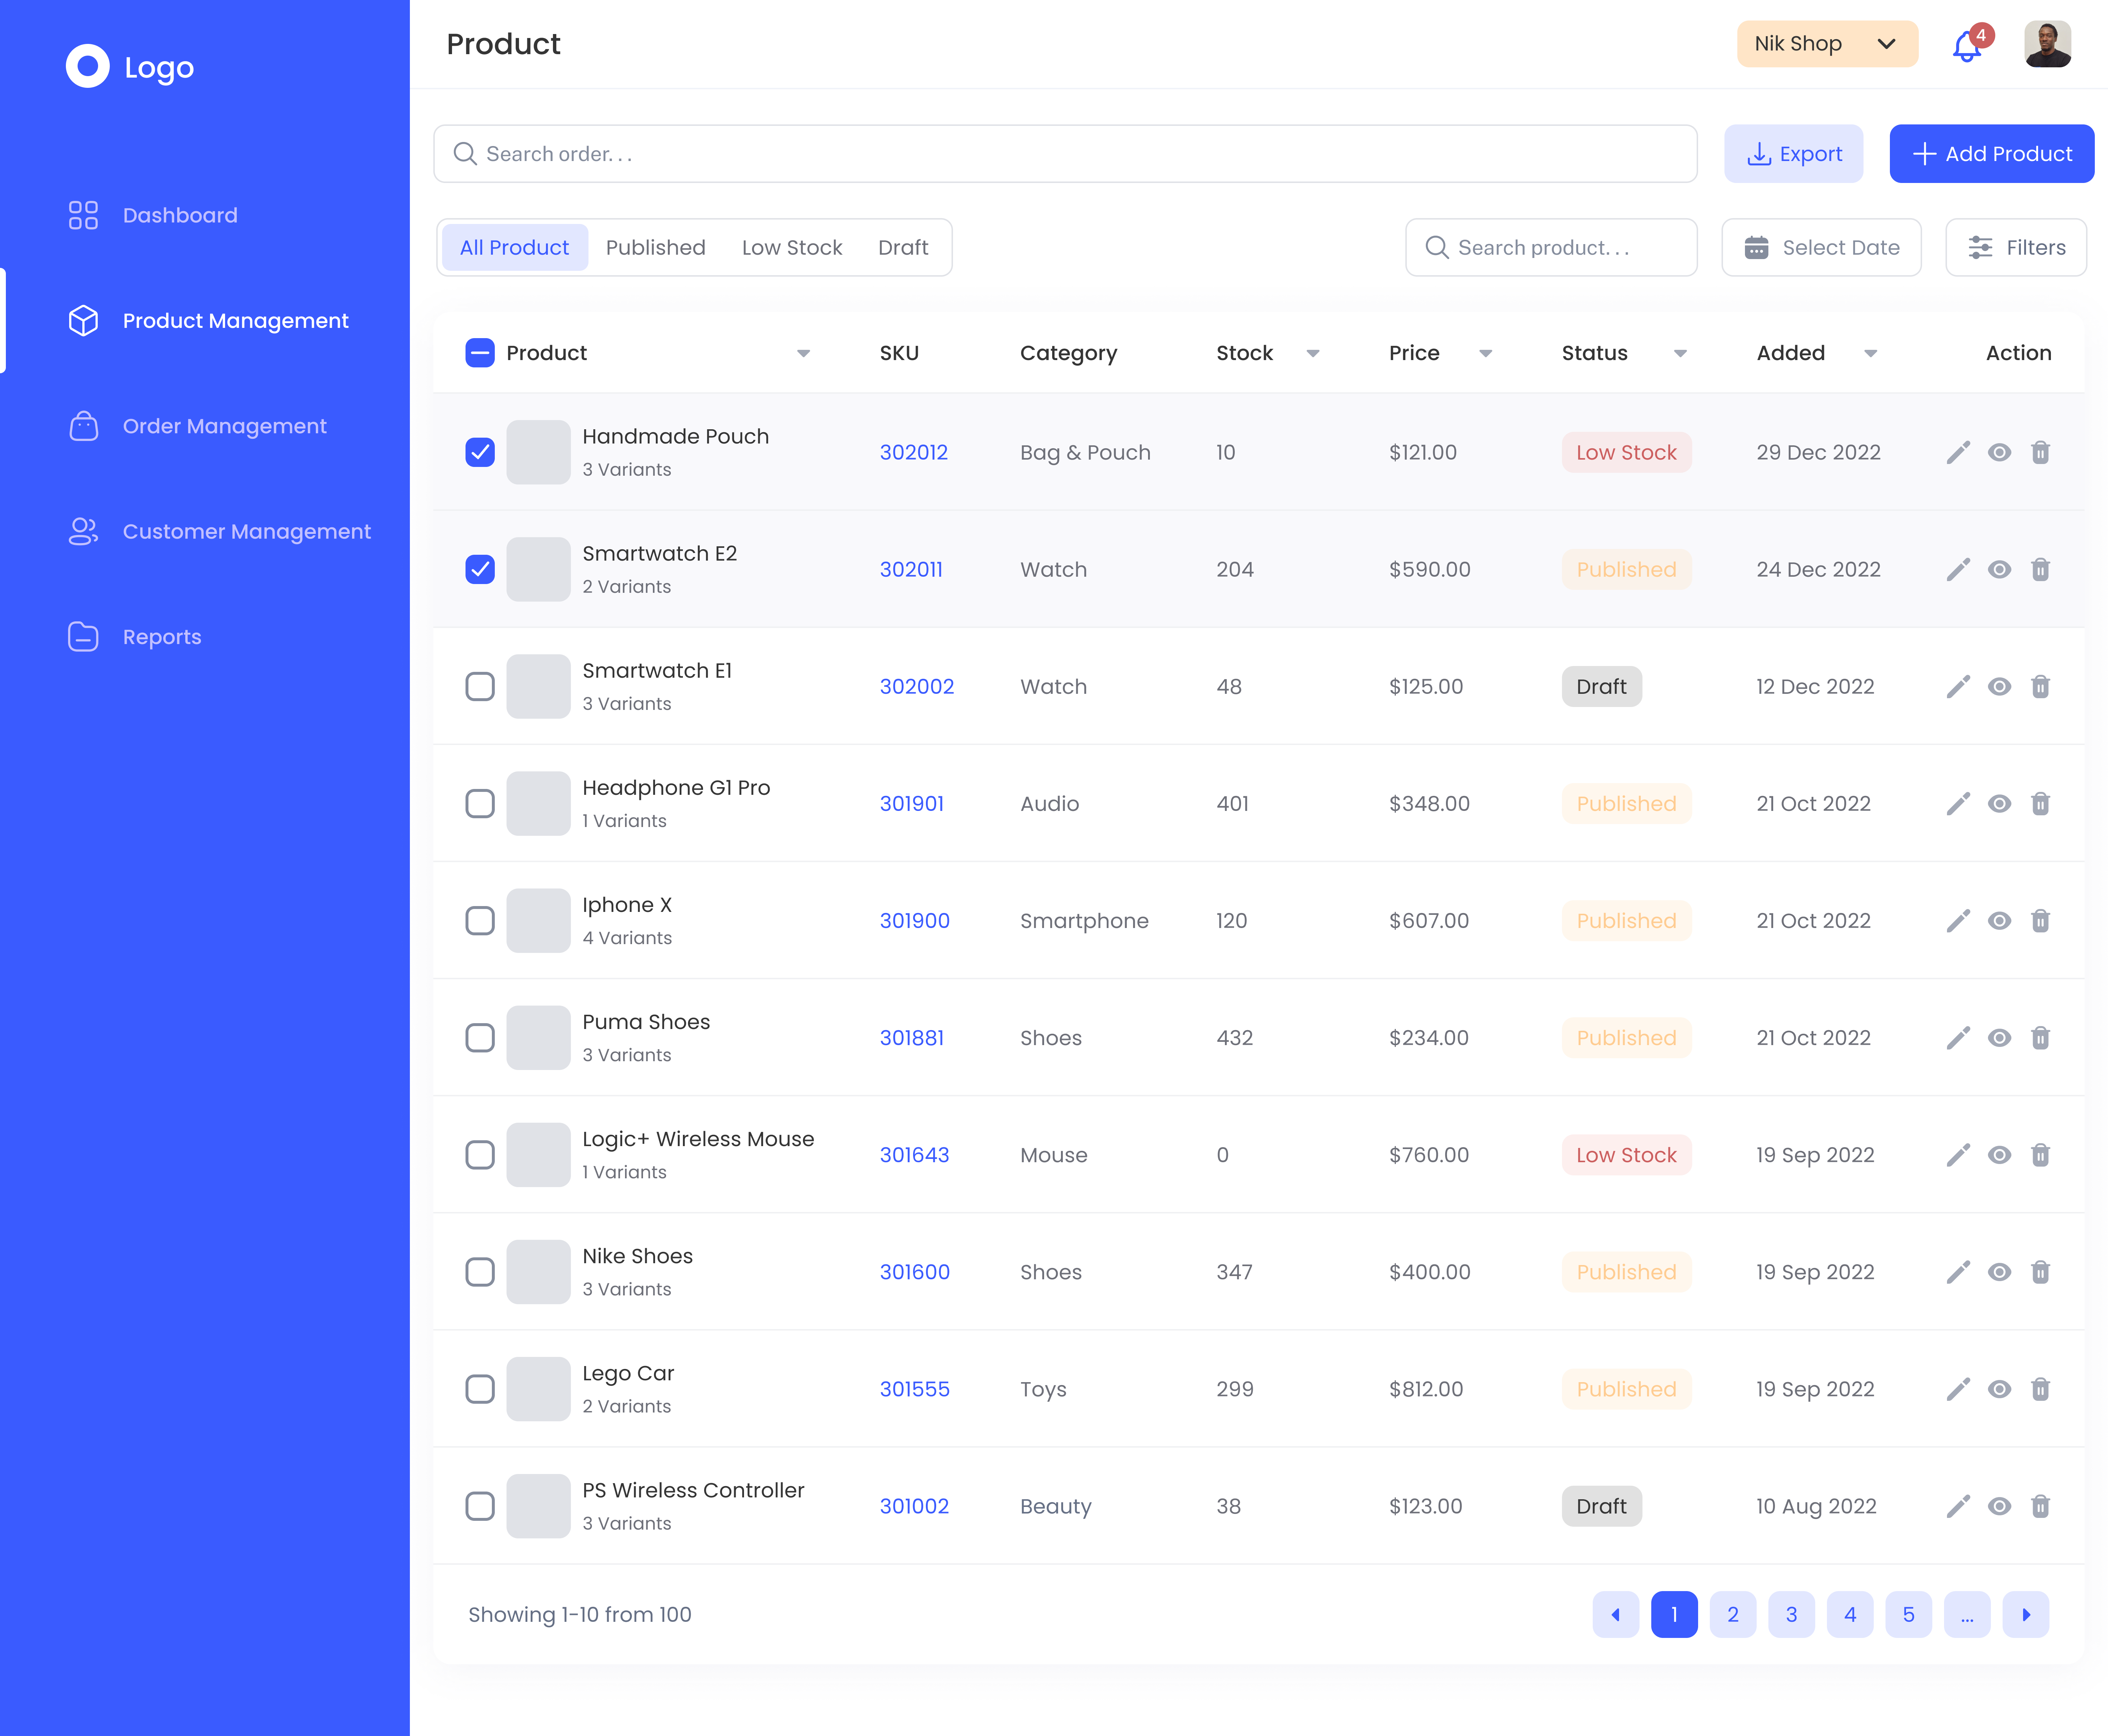 Logo
Dashboard
Product Management
Order Management
Customer Management
Reports
Product
Nik Shop
4
Search order. . .
Export
Add Product
All Product Published Low Stock Draft
Search product. . .
Select Date
Filters
Product SKU Category Stock Price Status Added Action
Handmade Pouch
3 Variants
302012 Bag & Pouch 10 $121.00 Low Stock 29 Dec 2022
Smartwatch E2
2 Variants
302011 Watch 204 $590.00 Published 24 Dec 2022
Smartwatch E1
3 Variants
302002 Watch 48 $125.00 Draft 12 Dec 2022
Headphone G1 Pro
1 Variants
301901 Audio 401 $348.00 Published 21 Oct 2022
Iphone X
4 Variants
301900 Smartphone 120 $607.00 Published 21 Oct 2022
Puma Shoes
3 Variants
301881 Shoes 432 $234.00 Published 21 Oct 2022
Logic+ Wireless Mouse
1 Variants
301643 Mouse 0 $760.00 Low Stock 19 Sep 2022
Nike Shoes
3 Variants
301600 Shoes 347 $400.00 Published 19 Sep 2022
Lego Car
2 Variants
301555 Toys 299 $812.00 Published 19 Sep 2022
PS Wireless Controller
3 Variants
301002 Beauty 38 $123.00 Draft 10 Aug 2022
Showing 1-10 from 100
1 2 3 4 5 ...